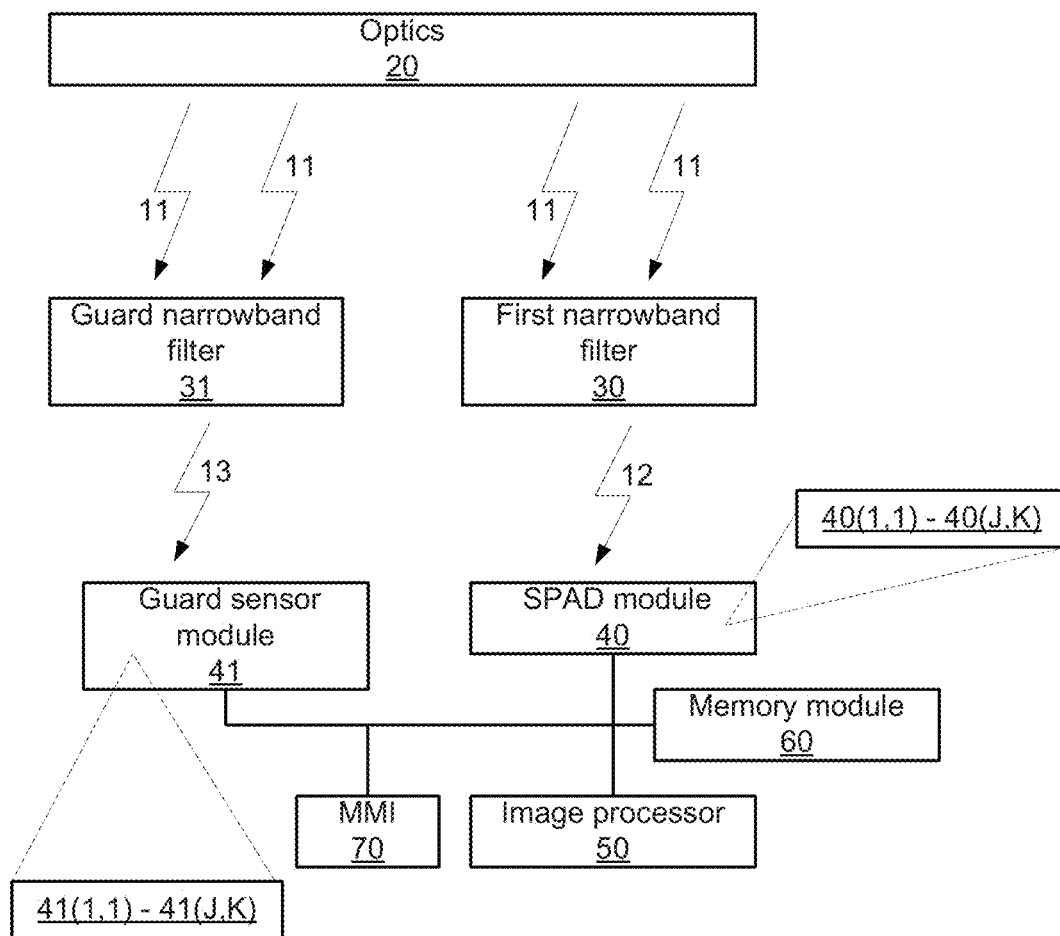 Optics
20
11
11
11
11
Guard narrowband
filter
31
First narrowband
filter
30
13
12
40(1,1) - 40(J,K)
Guard sensor
module
41
SPAD module
40
Memory module
60
MMI
70
Image processor
50
41(1,1) - 41(J,K)